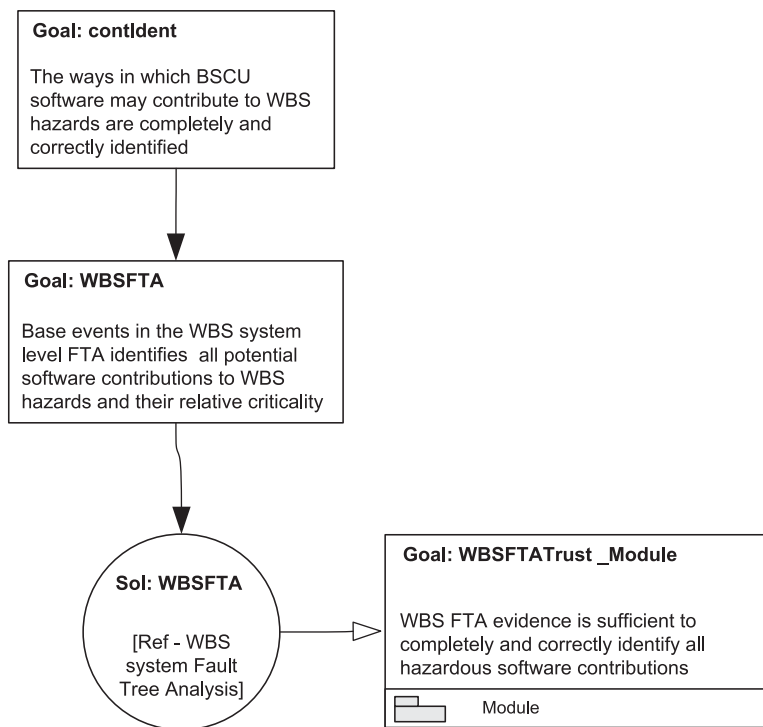 Goal: contIdent
The ways in which BSCU
software may contribute to WBS
hazards are completely and
correctly identified
Goal: WBSFTA
Base events in the WBS system
level FTA identifies all potential
software contributions to WBS
hazards and their relative criticality
Sol: WBSFTA
[Ref - WBS
system Fault
Tree Analysis]
Goal: WBSFTATrust _Module
WBS FTA evidence is sufficient to
completely and correctly identify all
hazardous software contributions
Module